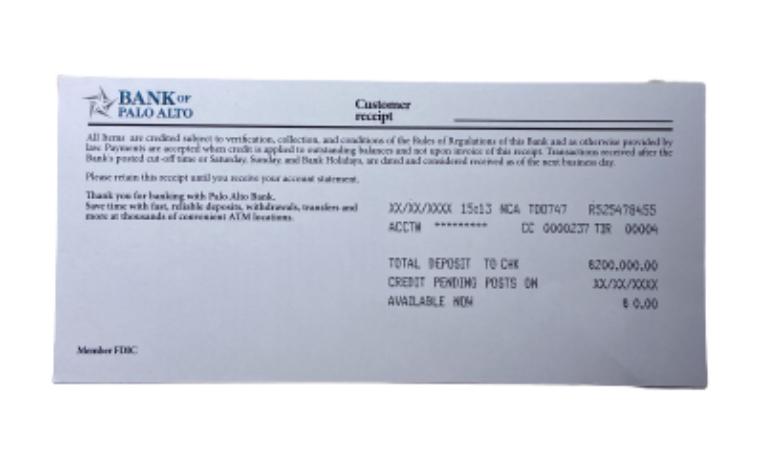 BANK OF
PALO ALTO
Customer
receipt
All Items are credited subject to verification, collection, and conditions of the Rules of Regulations of this Bank and as otherwise provided by
law. Payments are accepted when credit is applied to outstanding balances and not upon invoice of this receipt. Transactions received after the
Bank's posted cut-off time or Saturday, Sunday, and Bank Holidays, are dated and considered received as of the next business day.
Please retain this receipt until you receive your account statement.
Thank you for banking with Palo Alto Bank.
Save time with fast, reliable deposits, withdrawals, transfers and
more at thousands of convenient ATM locations.
XX/XX/XXXX 15:13 NCA TD0747 R525478455
ACCT# ********* CC 0000237 TIR 00004
TOTAL DEPOSIT TO CHK $200,000.00
CREDIT PENDING POSTS ON XX/XX/XXXX
AVAILABLE NOW $ 0.00
Member FDIC